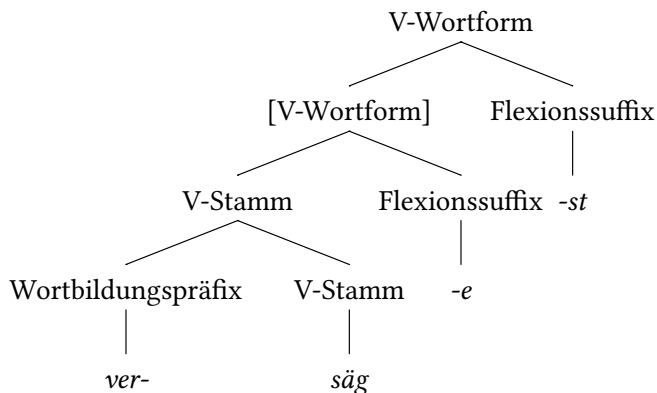 V-Wortform
[V-Wortform] Flexionssuffix
V-Stamm Flexionssuffix -st
Wortbildungspräfix V-Stamm -e
ver- säg